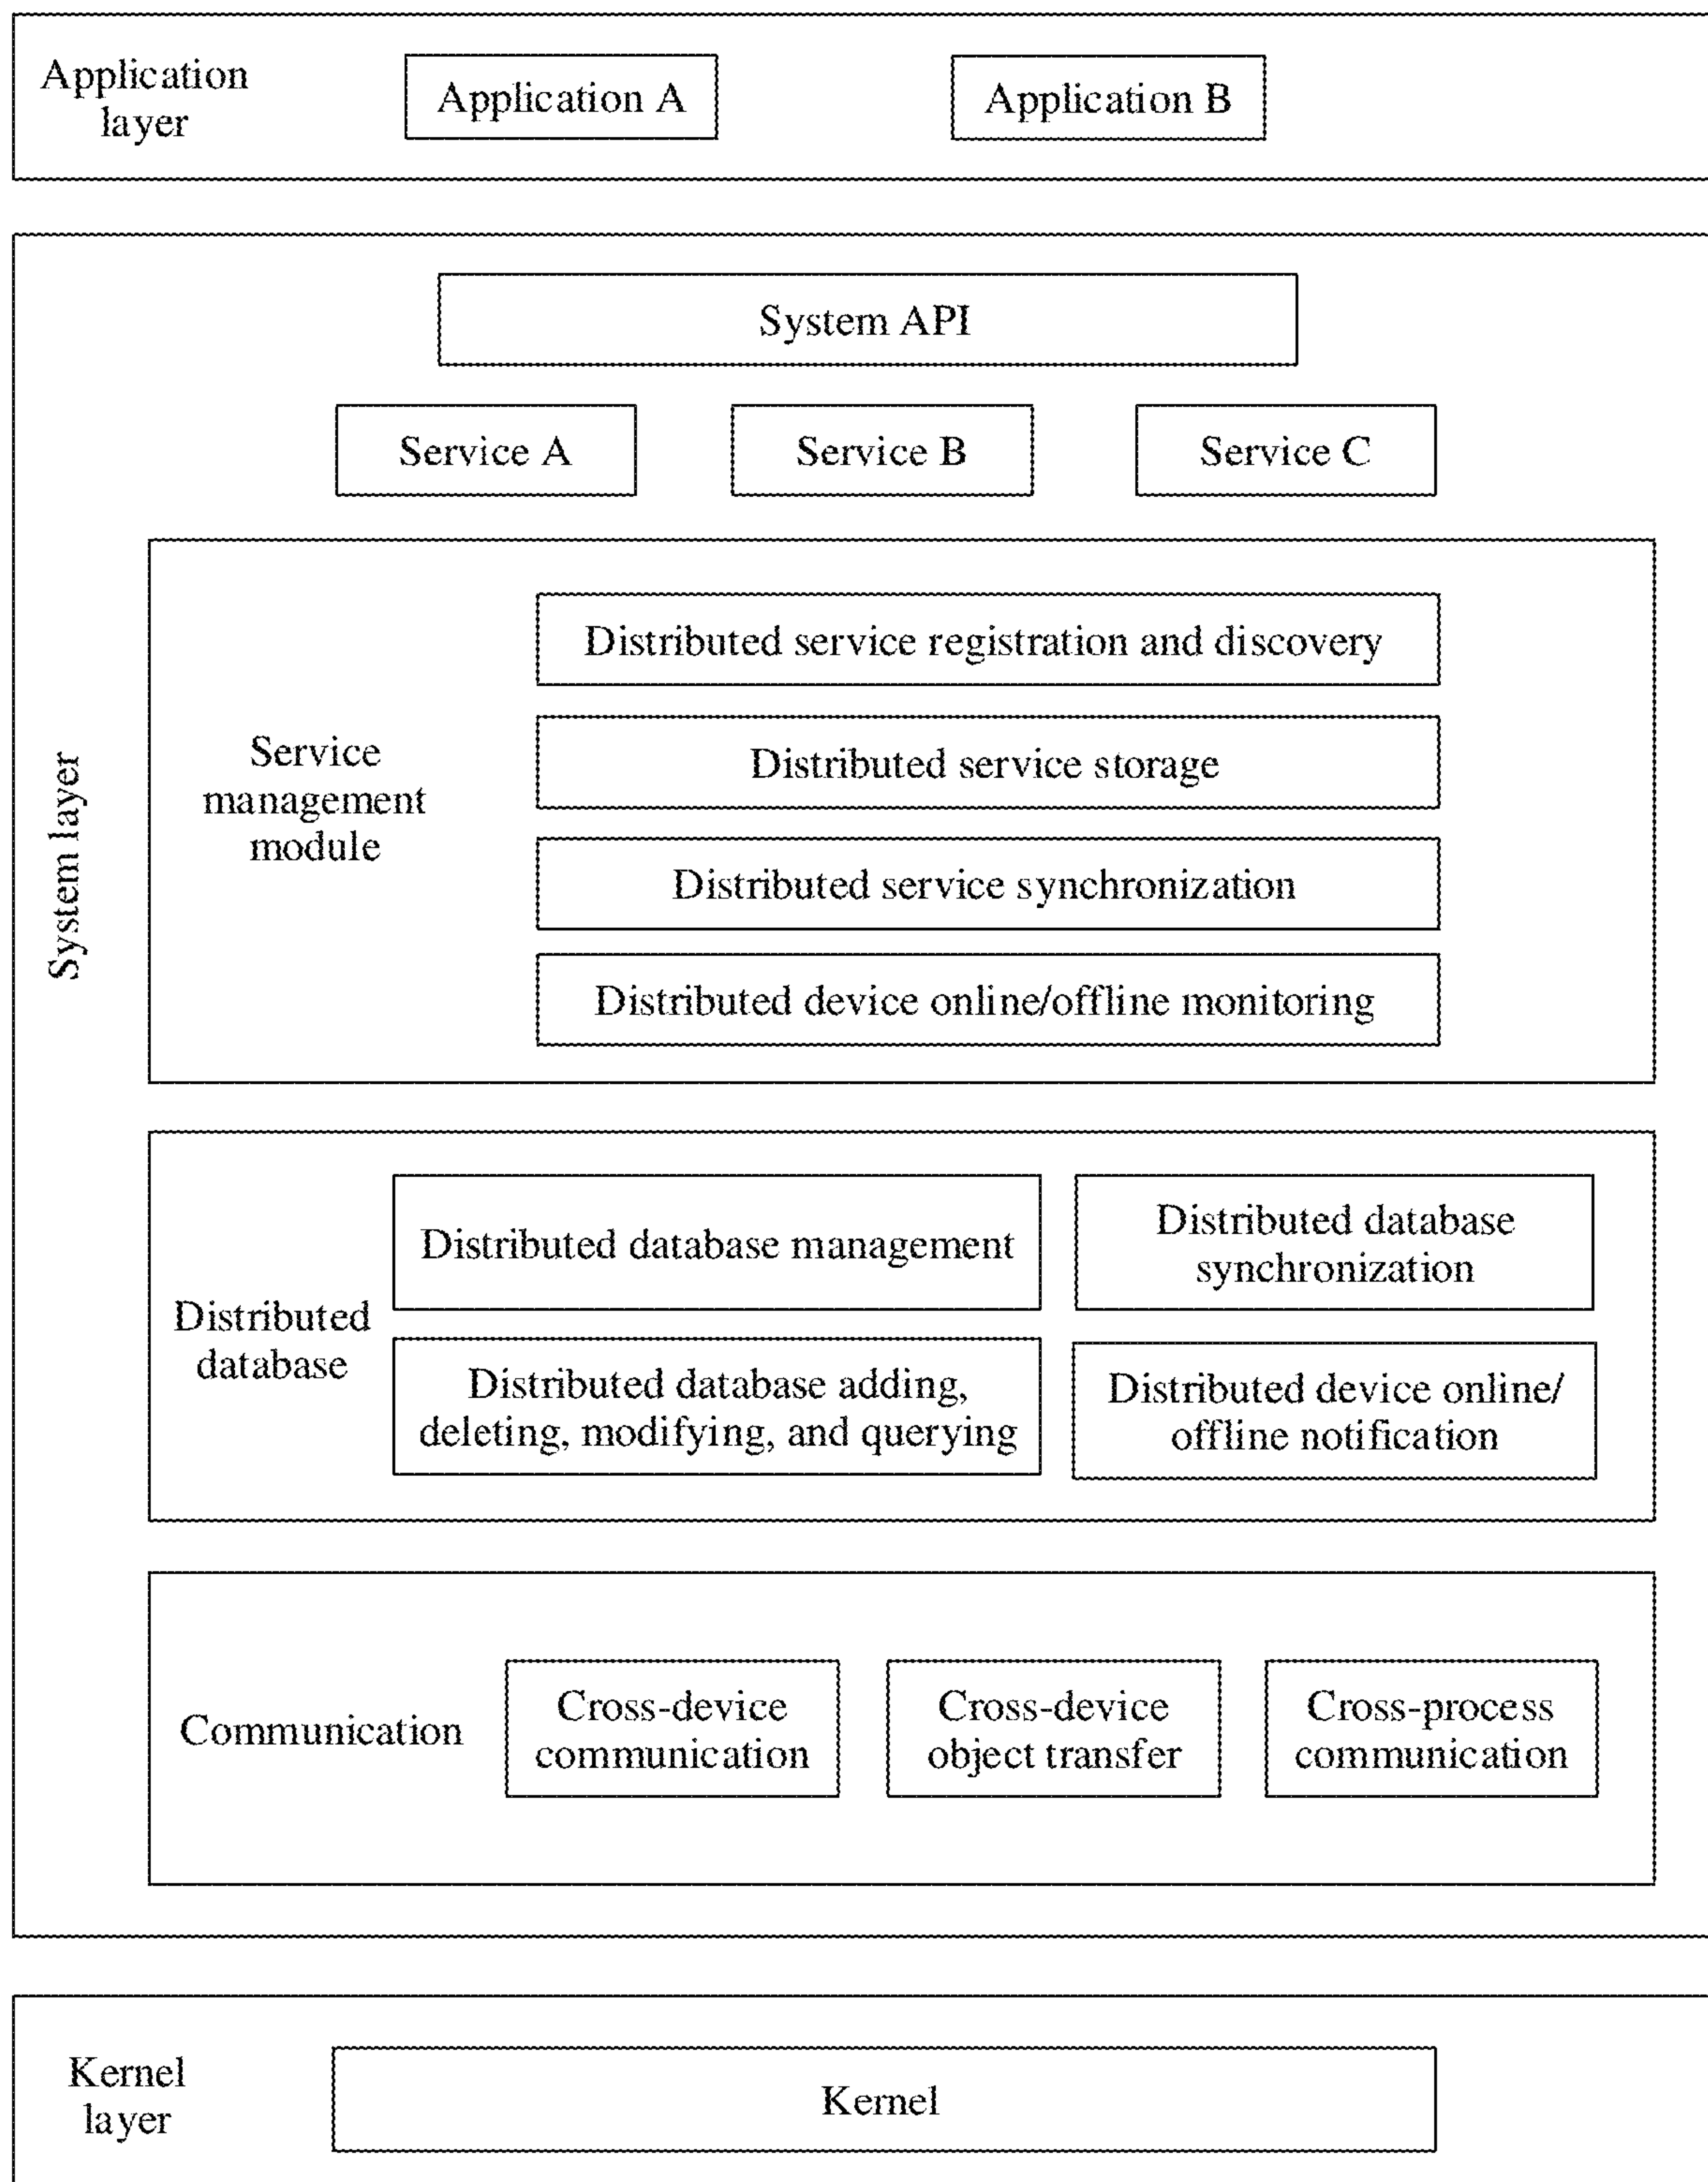 Application
layer
Application A
Application B
System layer
System API
Service A
Service B
Service C
Service
management
module
Distributed service registration and discovery
Distributed service storage
Distributed service synchronization
Distributed device online/offline monitoring
Distributed
database
Distributed database management
Distributed database
synchronization
Distributed database adding,
deleting, modifying, and querying
Distributed device online/
offline notification
Communication
Cross-device
communication
Cross-device
object transfer
Cross-process
communication
Kernel
layer
Kernel